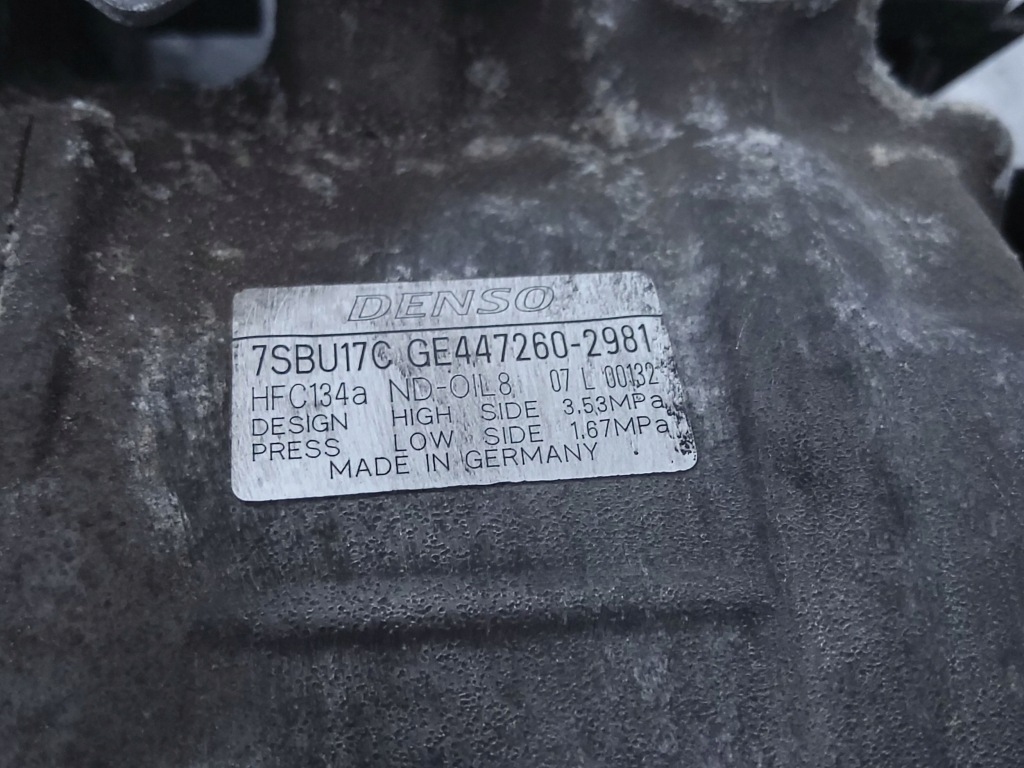 DENSO
7SBU17C GE447260-2981
HFC134a ND-OIL8 07 L 00132
DESIGN HIGH SIDE 3.53MPa
PRESS LOW SIDE 1.67MPa
MADE IN GERMANY